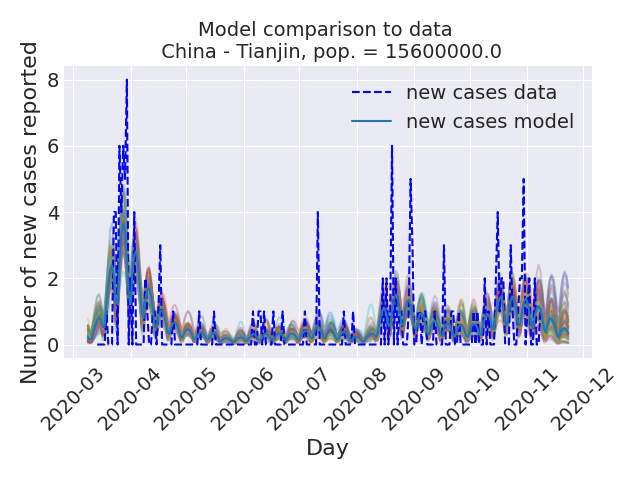 Model comparison to data
China - Tianjin, pop. = 15600000.0
Number of new cases reported
8
6
4
2
0
new cases data
new cases model
2020-03
2020-04
2020-05
2020-06
2020-07
2020-08
2020-09
2020-10
2020-11
2020-12
Day